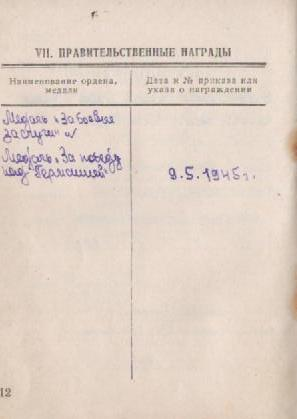 VII. ПРАВИТЕЛЬСТВЕННЫЕ НАГРАДЫ
Наименование ордена, медали
Дата и № приказа или указа о награждении
Медаль „За боевые
заслуги" и
Медаль „За победу
над Германией"
9.5.1945 г.
12